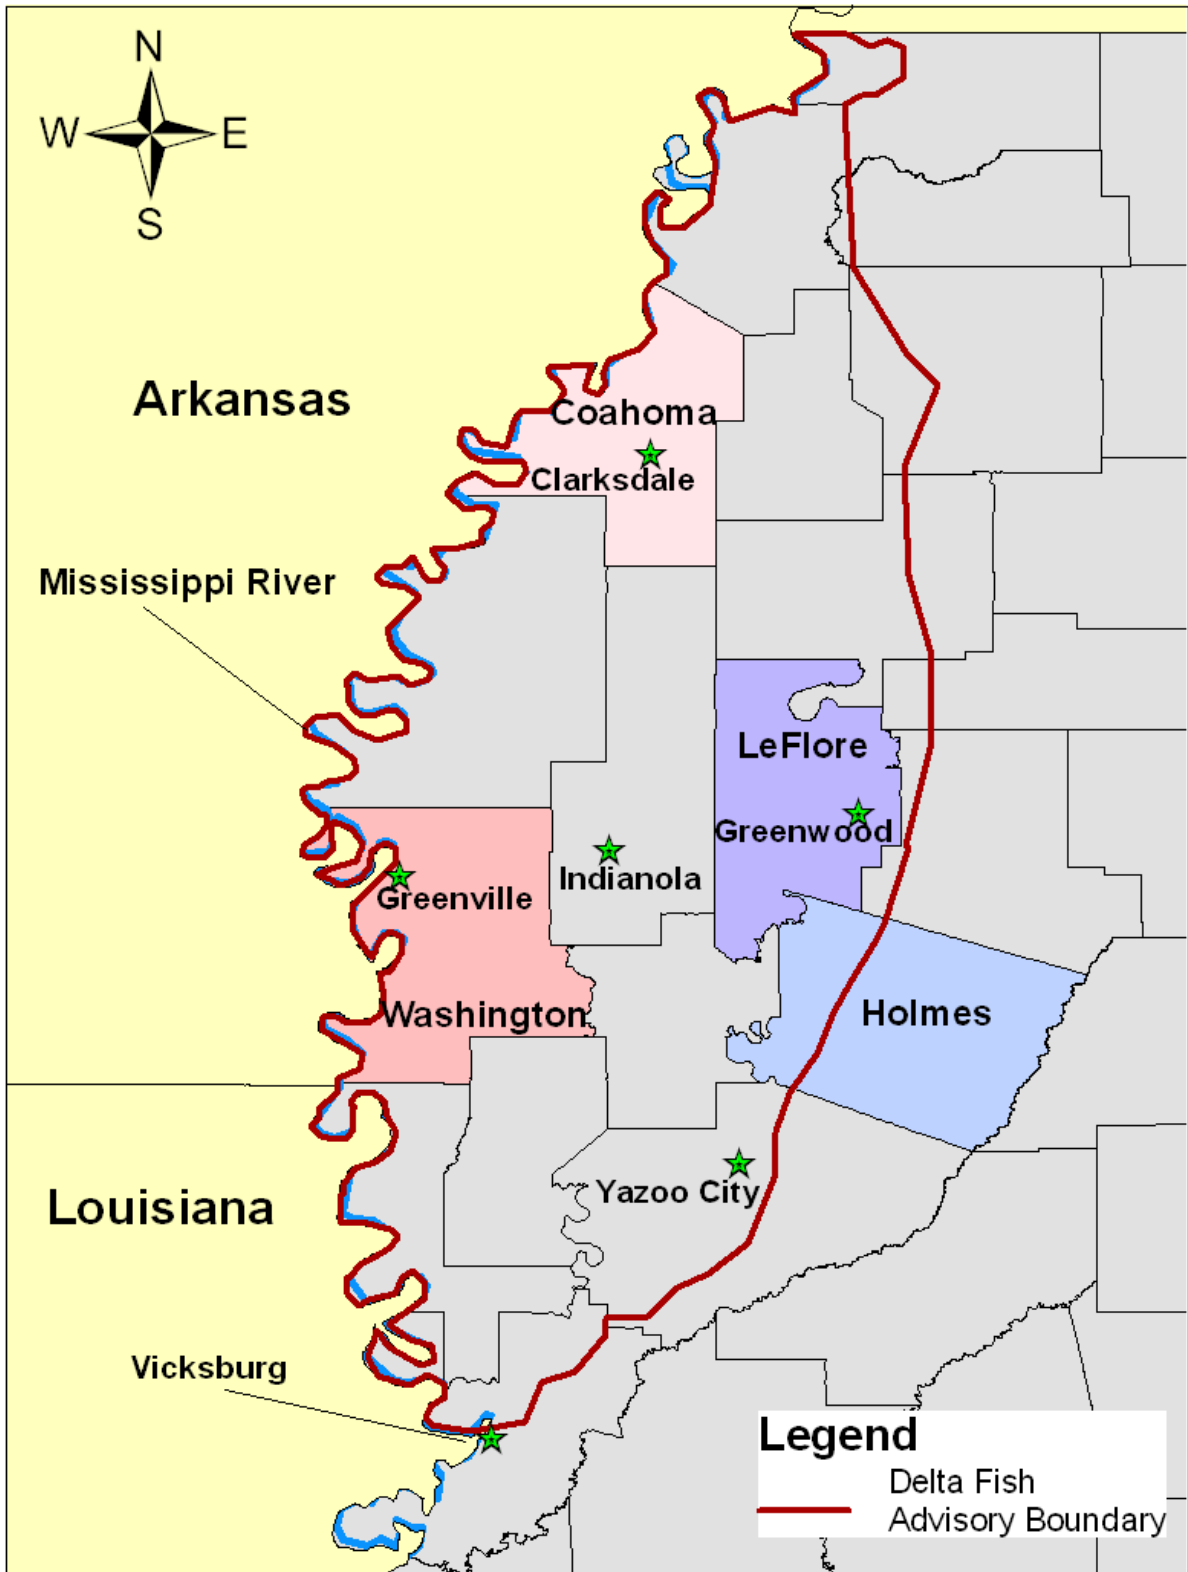 N
W E
S
Arkansas
Coahoma
Clarksdale
Mississippi River
LeFlore
Greenwood
Indianola
Greenville
Washington
Holmes
Yazoo City
Louisiana
Vicksburg
Legend
Delta Fish
Advisory Boundary